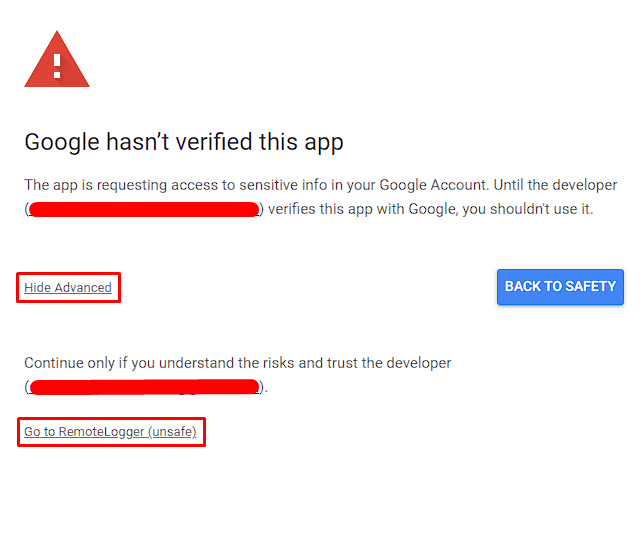 Google hasn’t verified this app
The app is requesting access to sensitive info in your Google Account. Until the developer
() verifies this app with Google, you shouldn't use it.
Hide Advanced
BACK TO SAFETY
Continue only if you understand the risks and trust the developer
().
Go to RemoteLogger (unsafe)